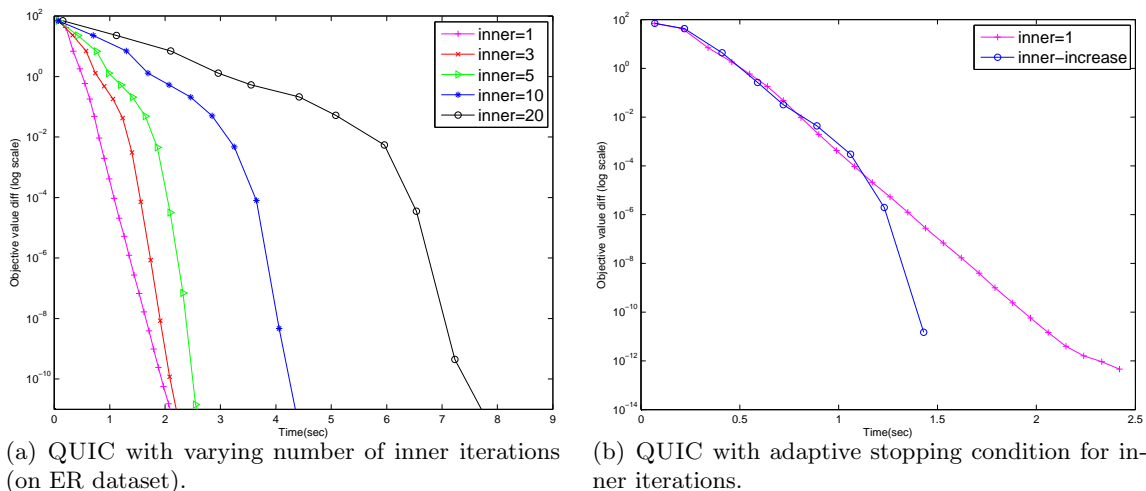 10^2
10^0
10^-2
10^-4
10^-6
10^-8
10^-10
Objective value diff (log scale)
0 1 2 3 4 5 6 7 8 9
Time(sec)
inner=1
inner=3
inner=5
inner=10
inner=20
(a) QUIC with varying number of inner iterations
(on ER dataset).
10^2
10^0
10^-2
10^-4
10^-6
10^-8
10^-10
10^-12
10^-14
Objective value diff (log scale)
0 0.5 1 1.5 2 2.5
Time(sec)
inner=1
inner-increase
(b) QUIC with adaptive stopping condition for in-
ner iterations.